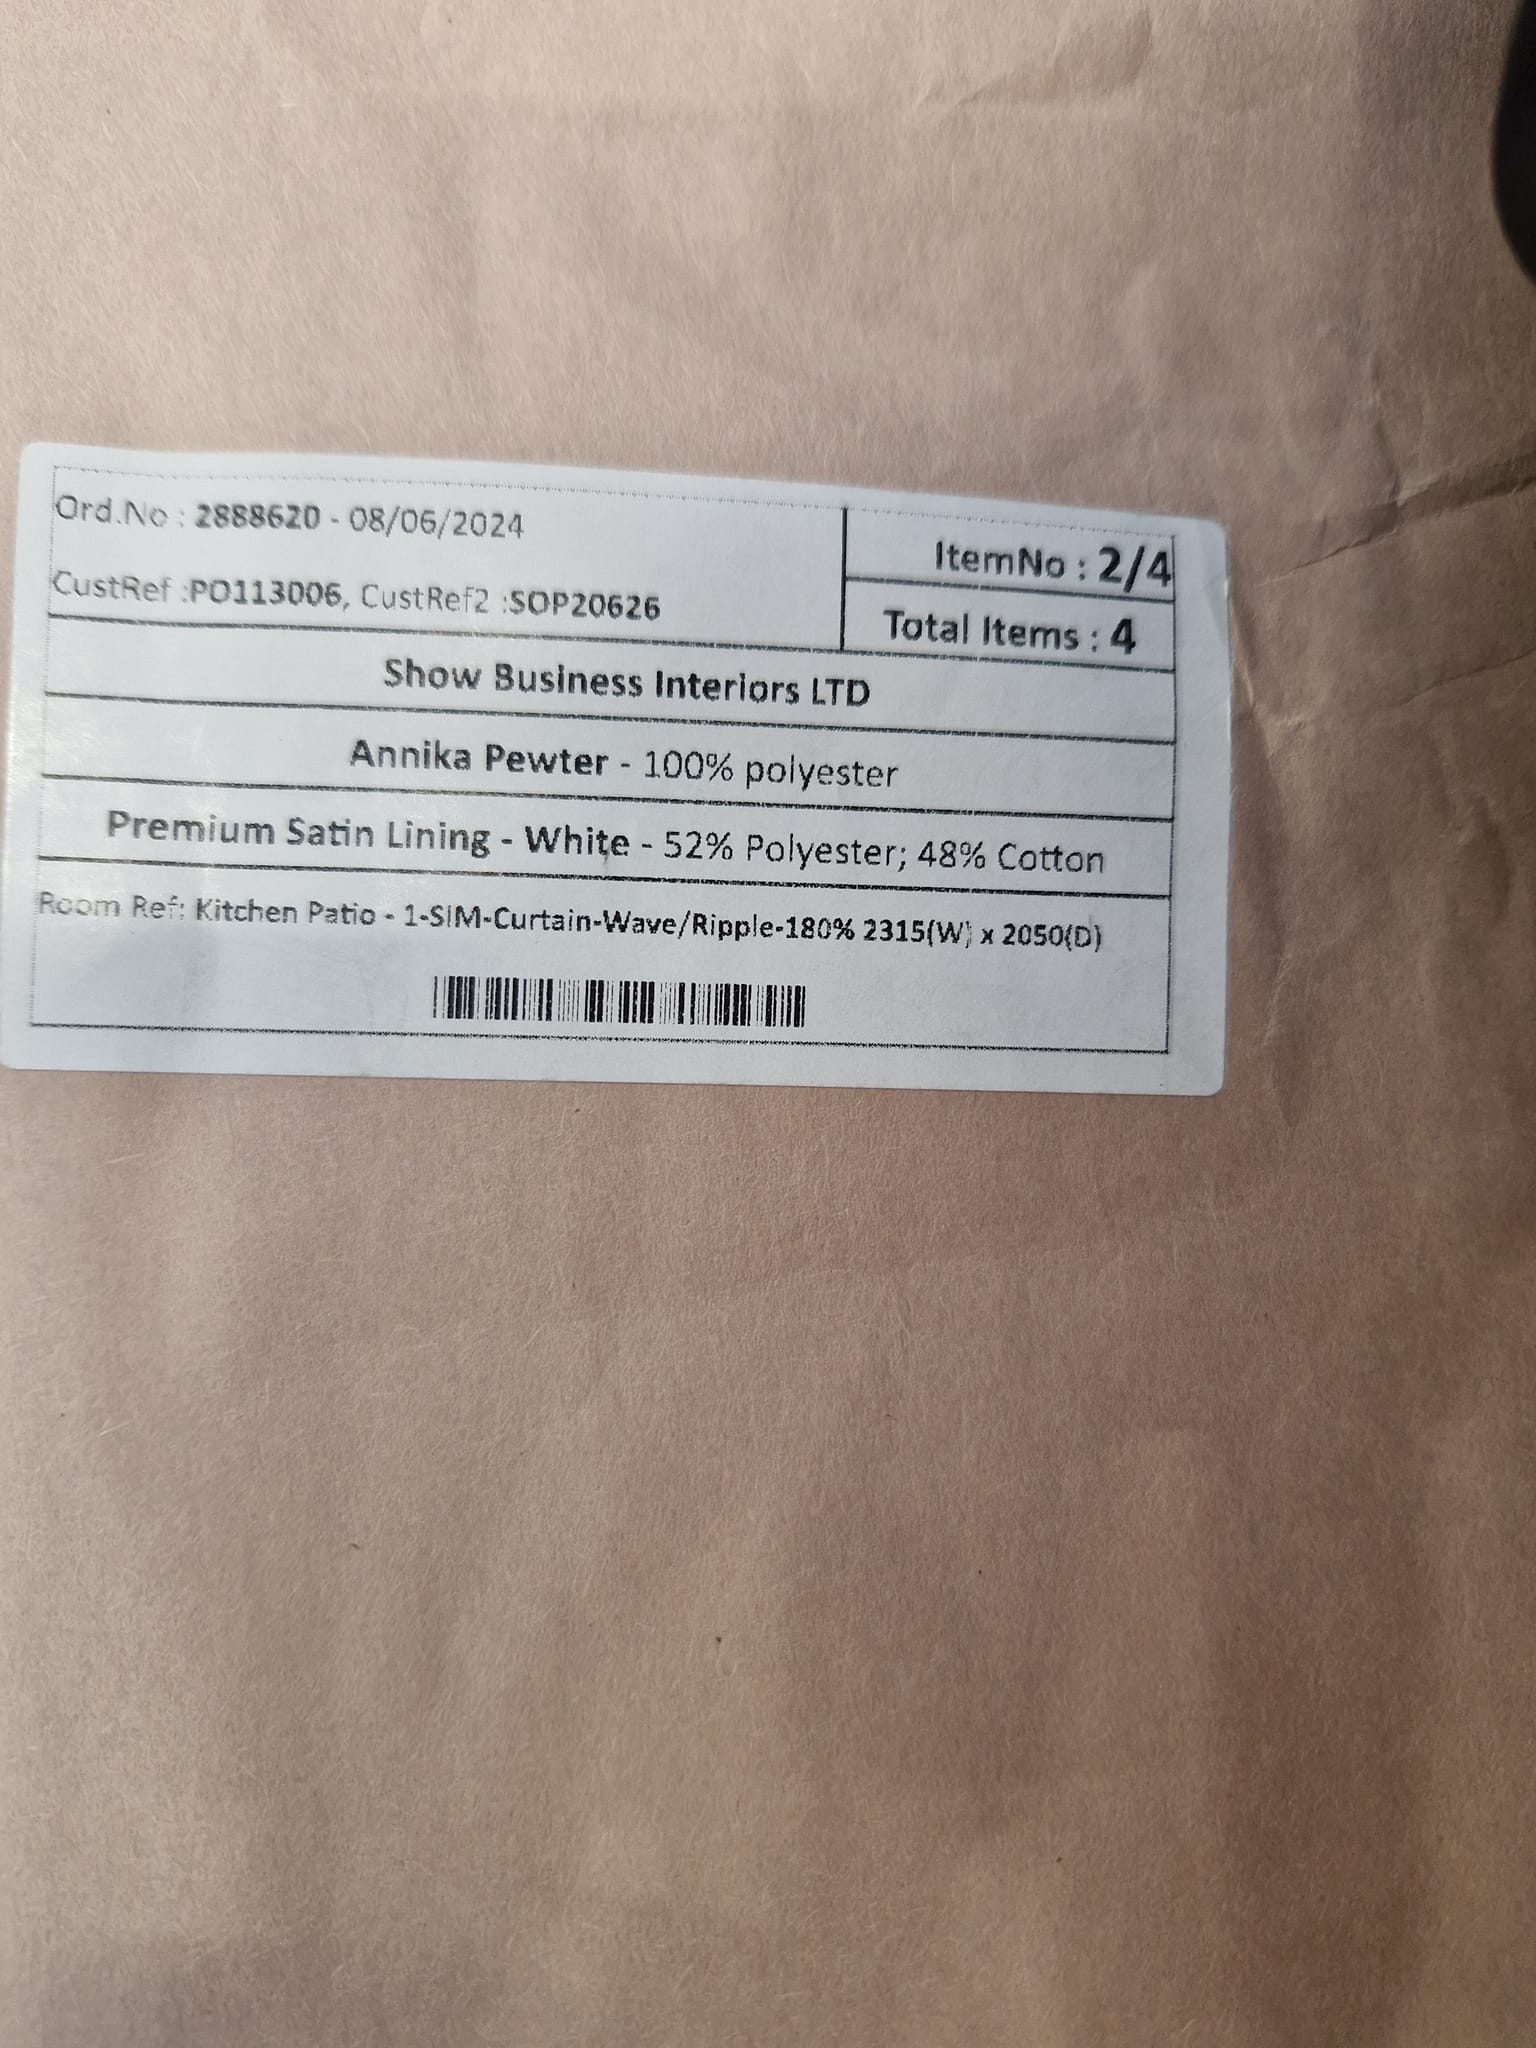 Ord.No : 2888620 - 08/06/2024
CustRef :PO113006, CustRef2 :SOP20626
ItemNo : 2/4
Total Items : 4
Show Business Interiors LTD
Annika Pewter - 100% polyester
Premium Satin Lining - White - 52% Polyester; 48% Cotton
Room Ref: Kitchen Patio - 1-SIM-Curtain-Wave/Ripple-180% 2315(W) x 2050(D)